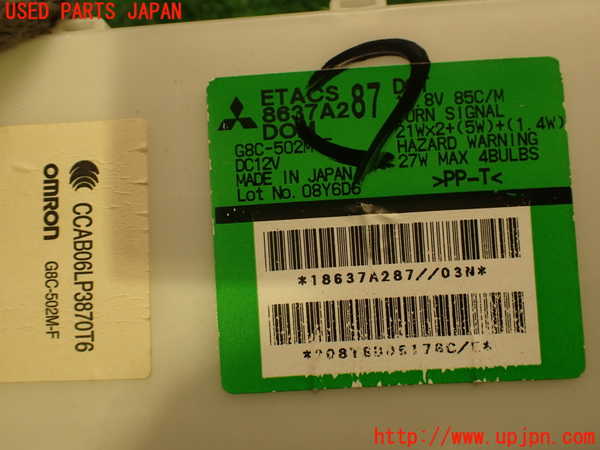 USED PARTS JAPAN
ETACS
8637A287
DOM
G8C-502M
DC12V
MADE IN JAPAN
Lot No. 08Y6D6
8V 85C/M
TURN SIGNAL
21W×2+(5W)+(1.4W)
HAZARD WARNING
27W MAX 4BULBS
>PP-T<
*18637A287//03N*
CCAB06LP3870T6
OMRON
G8C-502M-F
http://www.upjpn.com